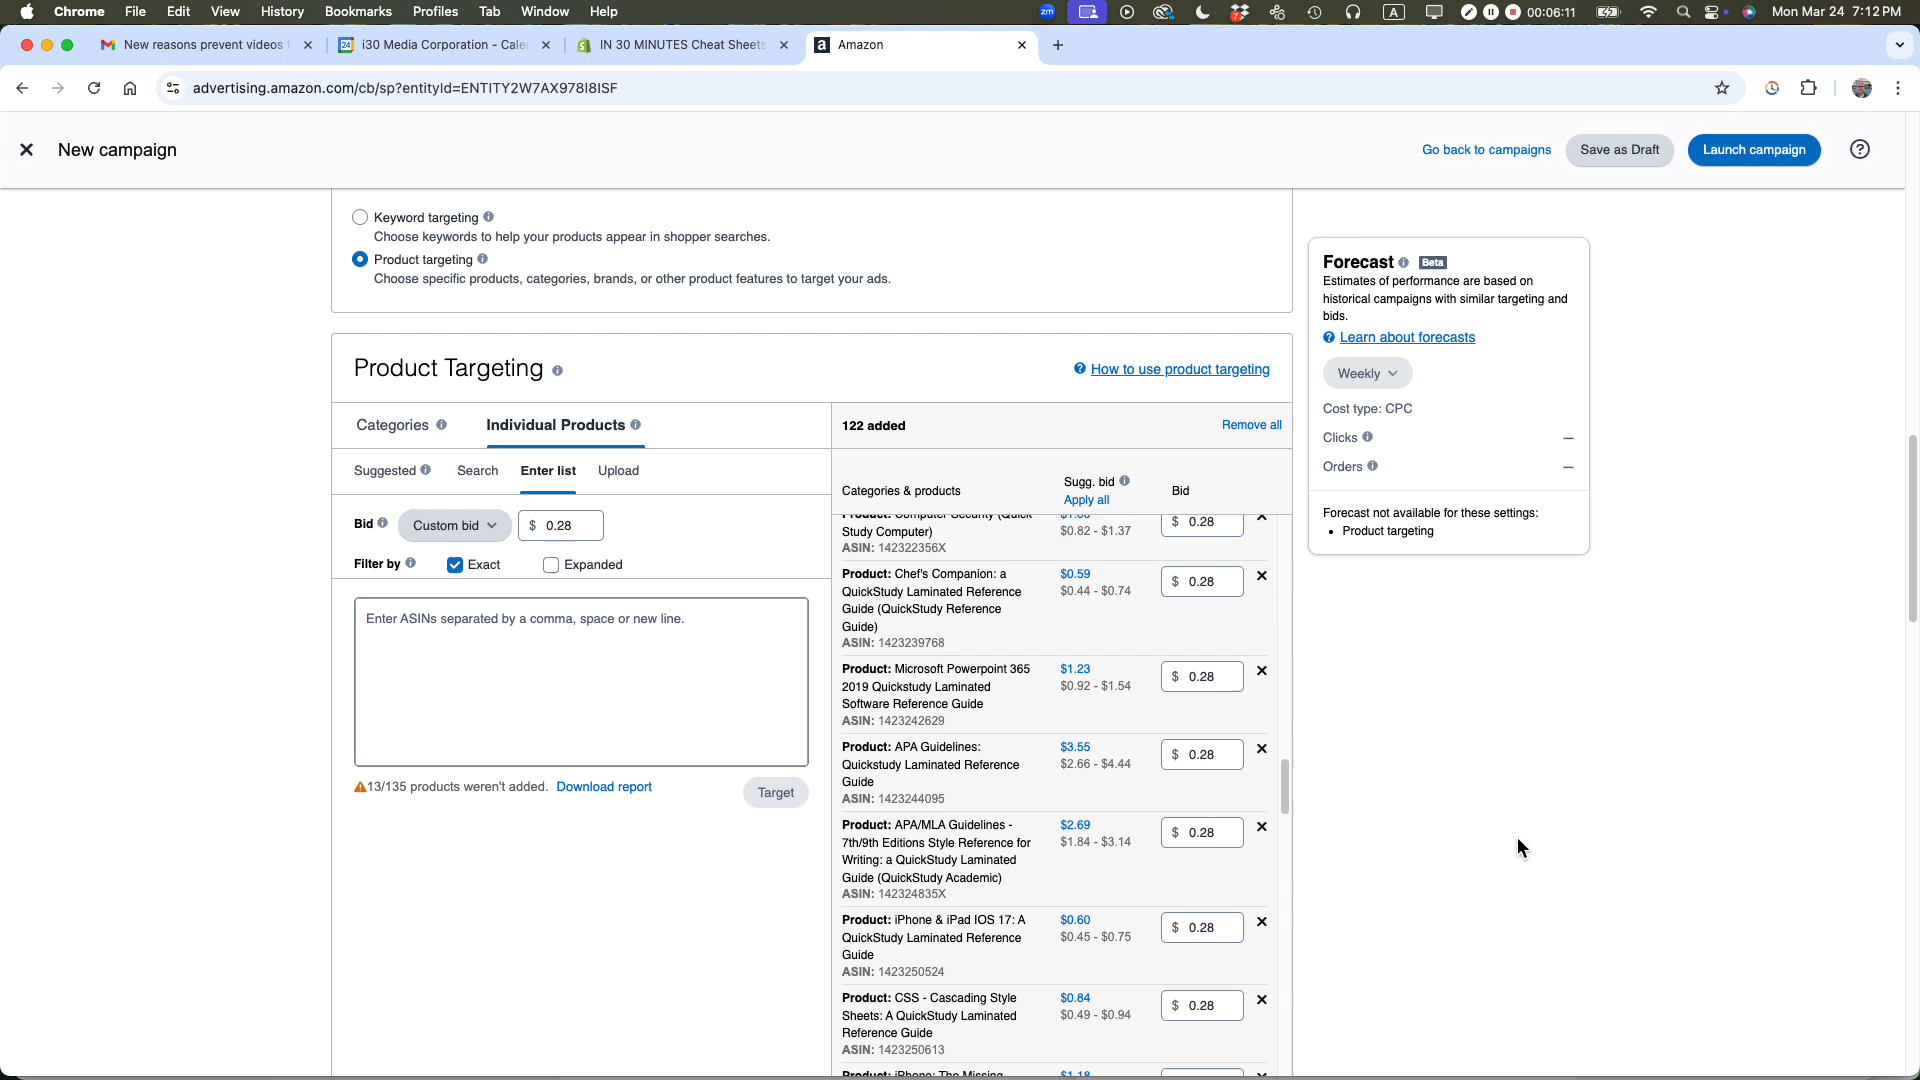 Chrome File Edit View History Bookmarks Profiles Tab Window Help
zm 7 A 00:06:11 Mon Mar 24 7:12 PM
New reasons prevent videos
24 i30 Media Corporation - Cale
IN 30 MINUTES Cheat Sheets
a Amazon
advertising.amazon.com/cb/sp?entityId=ENTITY2W7AX978I8ISF
New campaign
Go back to campaigns
Save as Draft
Launch campaign
Keyword targeting
Choose keywords to help your products appear in shopper searches.
Product targeting
Choose specific products, categories, brands, or other product features to target your ads.
Product Targeting
How to use product targeting
Categories
Individual Products
Suggested Search Enter list Upload
Bid Custom bid $ 0.28
Filter by Exact Expanded
Enter ASINs separated by a comma, space or new line.
13/135 products weren't added. Download report
Target
122 added
Remove all
Categories & products
Sugg. bid
Apply all
Bid
Product: Computer Security (Quick
Study Computer)
ASIN: 142322356X
$0.82 - $1.37
$ 0.28
Product: Chef's Companion: a
QuickStudy Laminated Reference
Guide (QuickStudy Reference
Guide)
ASIN: 1423239768
$0.59
$0.44 - $0.74
$ 0.28
Product: Microsoft Powerpoint 365
2019 Quickstudy Laminated
Software Reference Guide
ASIN: 1423242629
$1.23
$0.92 - $1.54
$ 0.28
Product: APA Guidelines:
Quickstudy Laminated Reference
Guide
ASIN: 1423244095
$3.55
$2.66 - $4.44
$ 0.28
Product: APA/MLA Guidelines -
7th/9th Editions Style Reference for
Writing: a QuickStudy Laminated
Guide (QuickStudy Academic)
ASIN: 142324835X
$2.69
$1.84 - $3.14
$ 0.28
Product: iPhone & iPad IOS 17: A
QuickStudy Laminated Reference
Guide
ASIN: 1423250524
$0.60
$0.45 - $0.75
$ 0.28
Product: CSS - Cascading Style
Sheets: A QuickStudy Laminated
Reference Guide
ASIN: 1423250613
$0.84
$0.49 - $0.94
$ 0.28
Product: iPhone: The Missing
$1.18
Forecast Beta
Estimates of performance are based on
historical campaigns with similar targeting and
bids.
Learn about forecasts
Weekly
Cost type: CPC
Clicks –
Orders –
Forecast not available for these settings:
• Product targeting